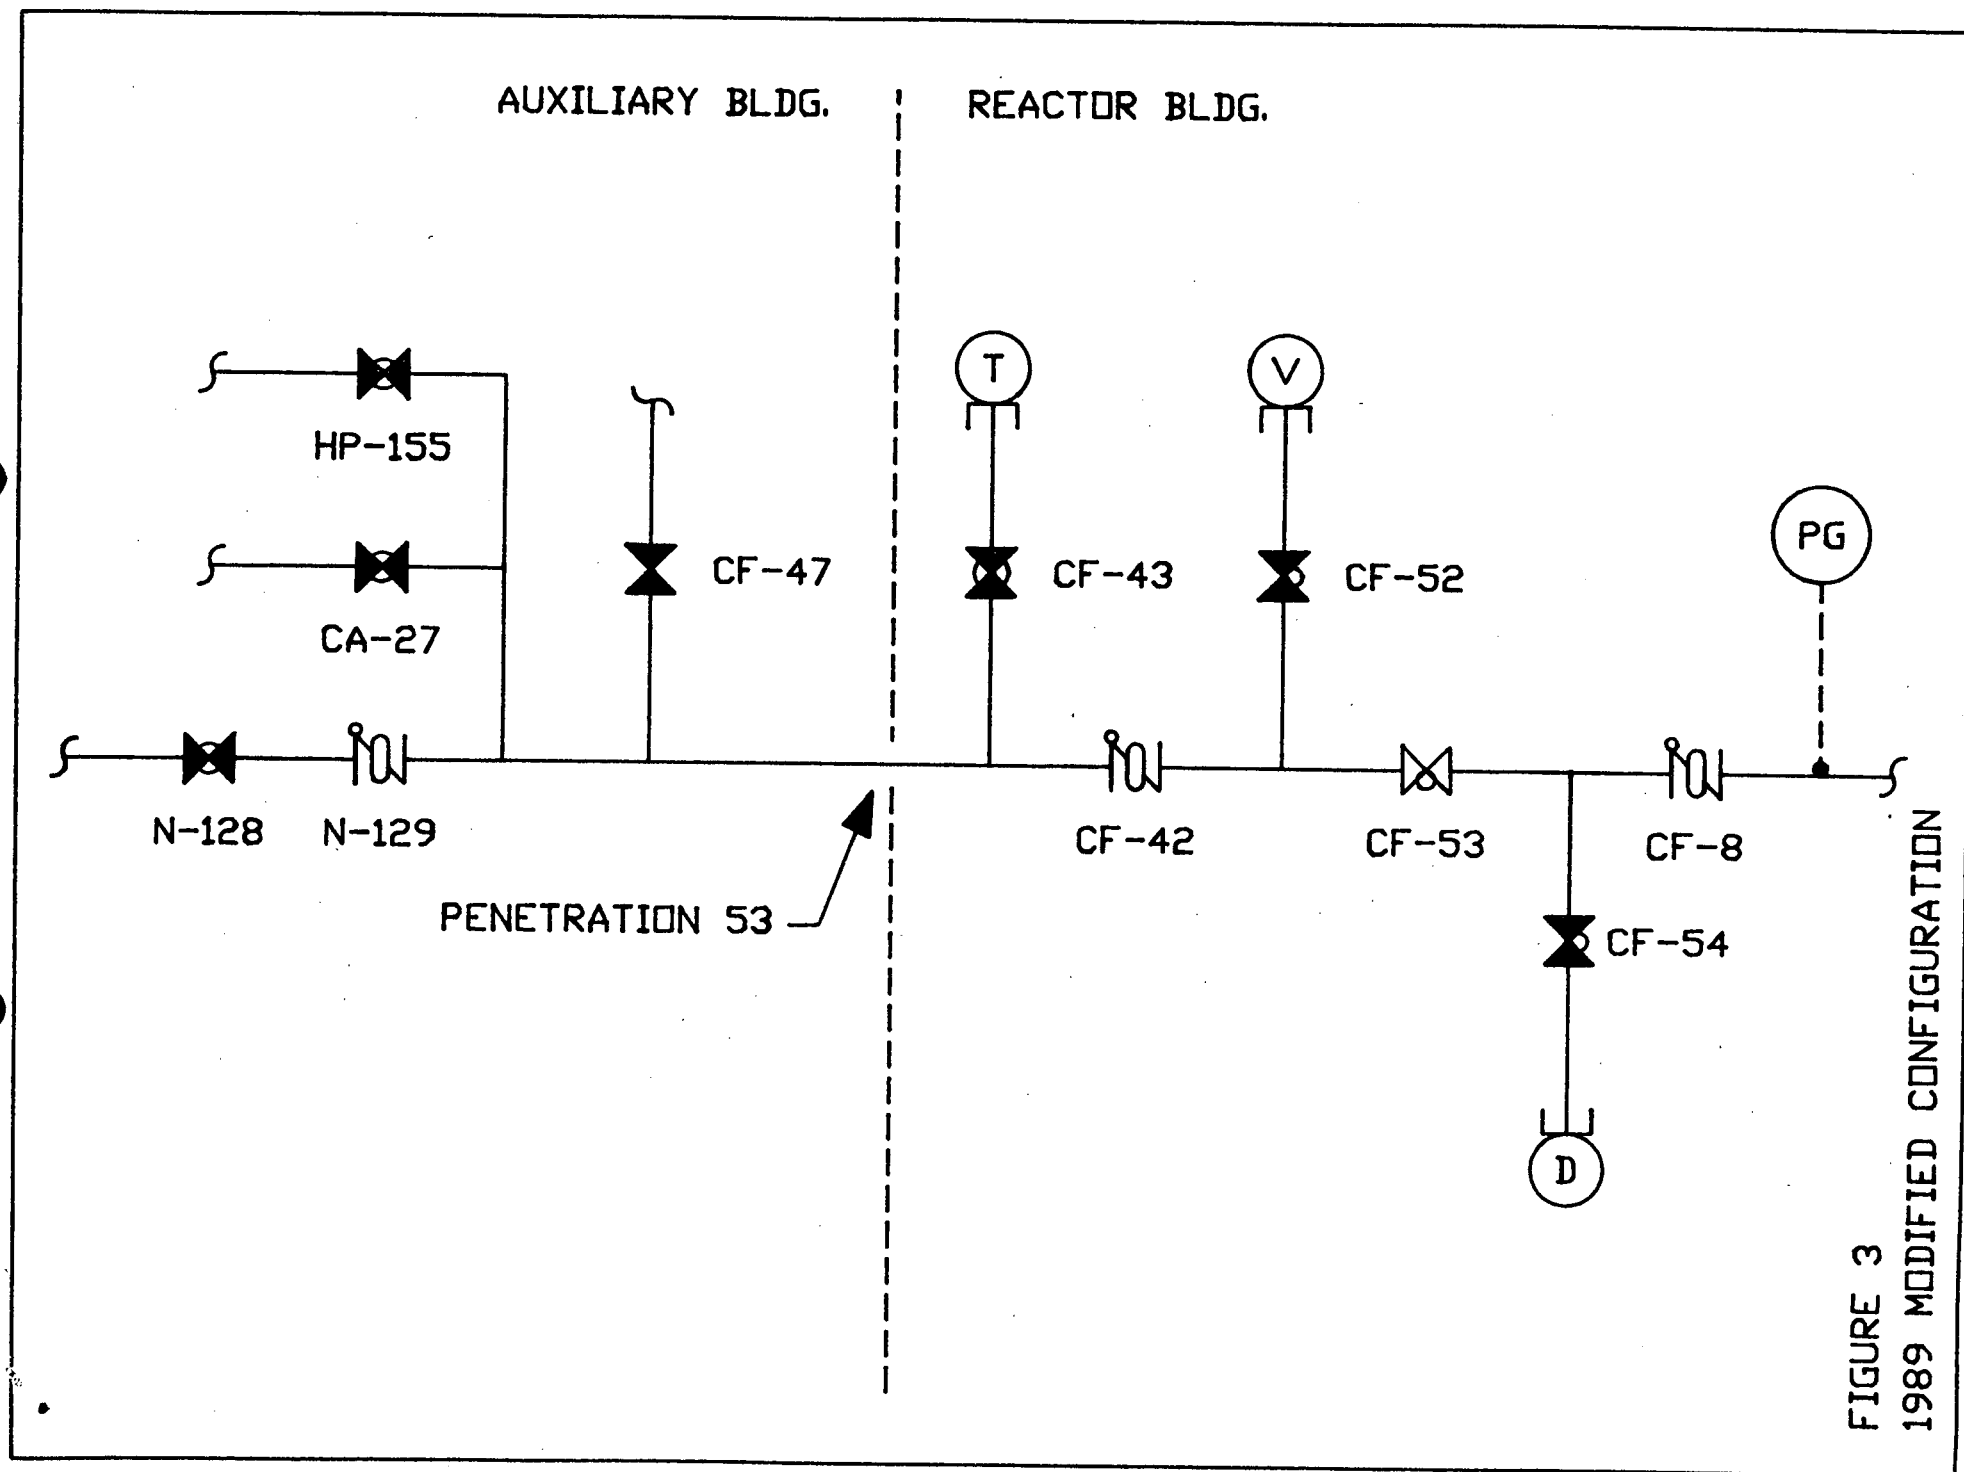 AUXILIARY BLDG.
REACTOR BLDG.
T
V
HP-155
PG
CF-47
CF-43
CF-52
CA-27
N-128
N-129
CF-42
CF-53
CF-8
PENETRATION 53
CF-54
D
FIGURE 3
1989 MODIFIED CONFIGURATION